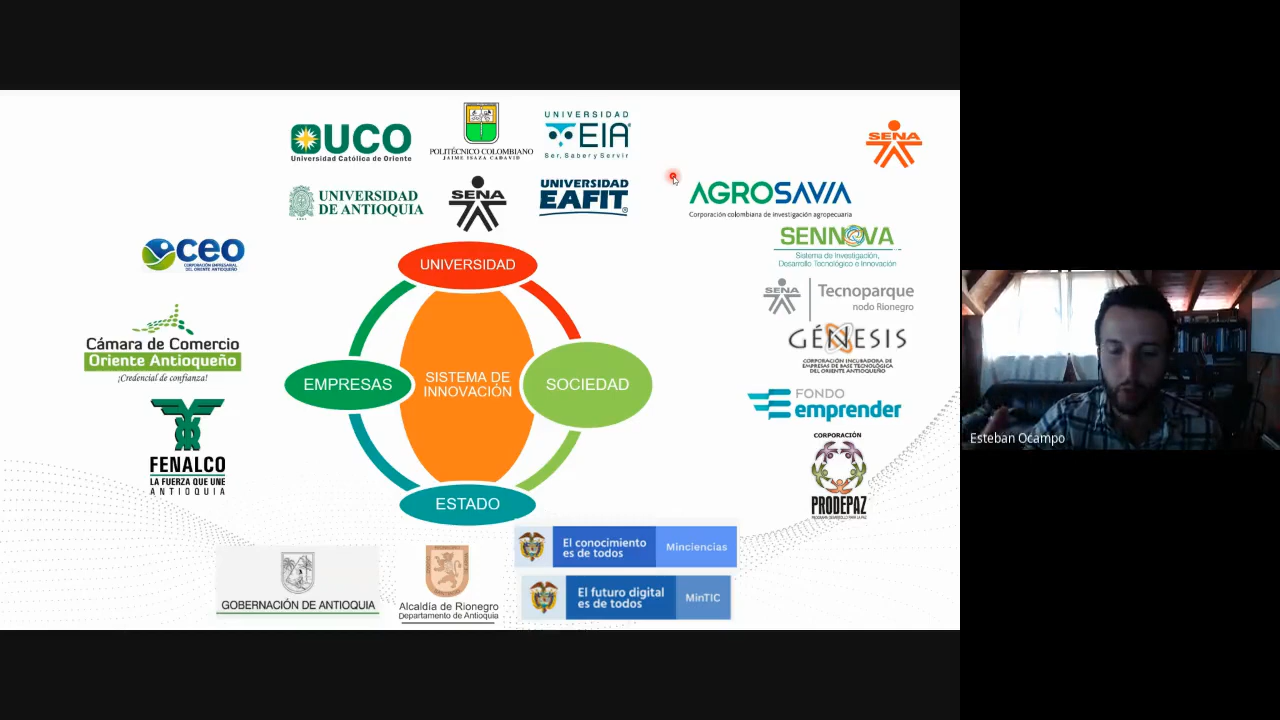 UCO
Universidad Católica de Oriente
POLITÉCNICO COLOMBIANO
JAIME ISAZA CADAVID
UNIVERSIDAD
EIA
Ser, Saber y Servir
SENA
UNIVERSIDAD
DE ANTIOQUIA
SENA
UNIVERSIDAD
EAFIT
AGROSAVIA
Corporación colombiana de investigación agropecuaria
SENNOVA
Sistema de Investigación,
Desarrollo Tecnológico e Innovación
ceo
CORPORACIÓN EMPRESARIAL
DEL ORIENTE ANTIOQUEÑO
UNIVERSIDAD
SENA
Tecnoparque
nodo Rionegro
GÉNESIS
CORPORACIÓN INCUBADORA DE
EMPRESAS DE BASE TECNOLÓGICA
DEL ORIENTE ANTIOQUEÑO
Cámara de Comercio
Oriente Antioqueño
¡Credencial de confianza!
EMPRESAS
SISTEMA DE
INNOVACIÓN
SOCIEDAD
FONDO
emprender
FENALCO
LA FUERZA QUE UNE
ANTIOQUIA
CORPORACIÓN
PRODEPAZ
ESTADO
Esteban Ocampo
El conocimiento
es de todos
Minciencias
GOBERNACIÓN DE ANTIOQUIA
Alcaldía de Rionegro
Departamento de Antioquia
El futuro digital
es de todos
MinTIC